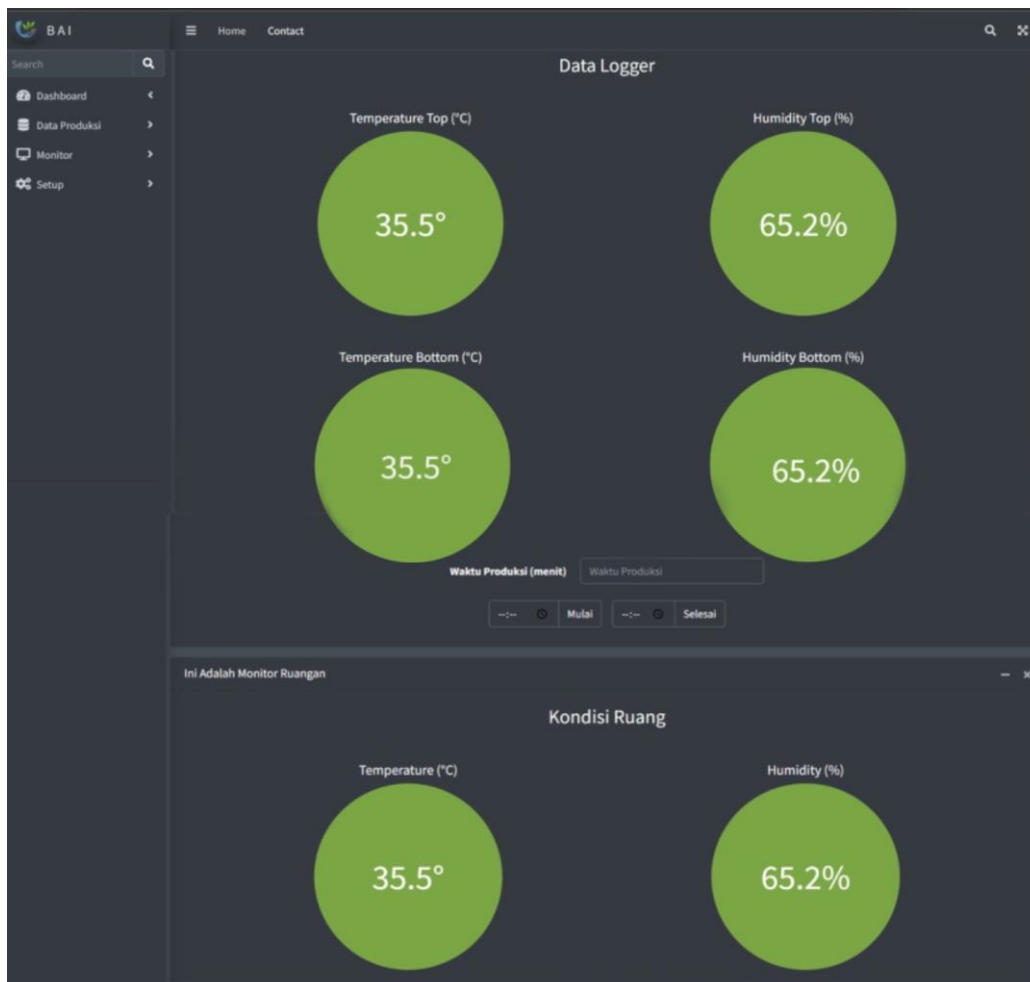 BAI
Home Contact
Search
Dashboard
Data Produksi
Monitor
Setup
Data Logger
Temperature Top (°C) Humidity Top (%)
35.5° 65.2%
Temperature Bottom (°C) Humidity Bottom (%)
35.5° 65.2%
Waktu Produksi (menit) Waktu Produksi
--:-- Mulai --:-- Selesai
Ini Adalah Monitor Ruangan
Kondisi Ruang
Temperature (°C) Humidity (%)
35.5° 65.2%